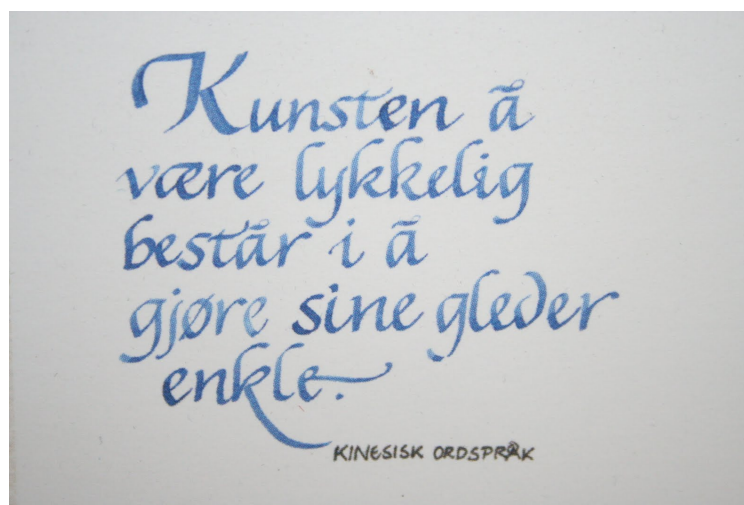 Kunsten å
være lykkelig
består i å
gjøre sine gleder
enkle.
KINESISK ORDSPRÅK